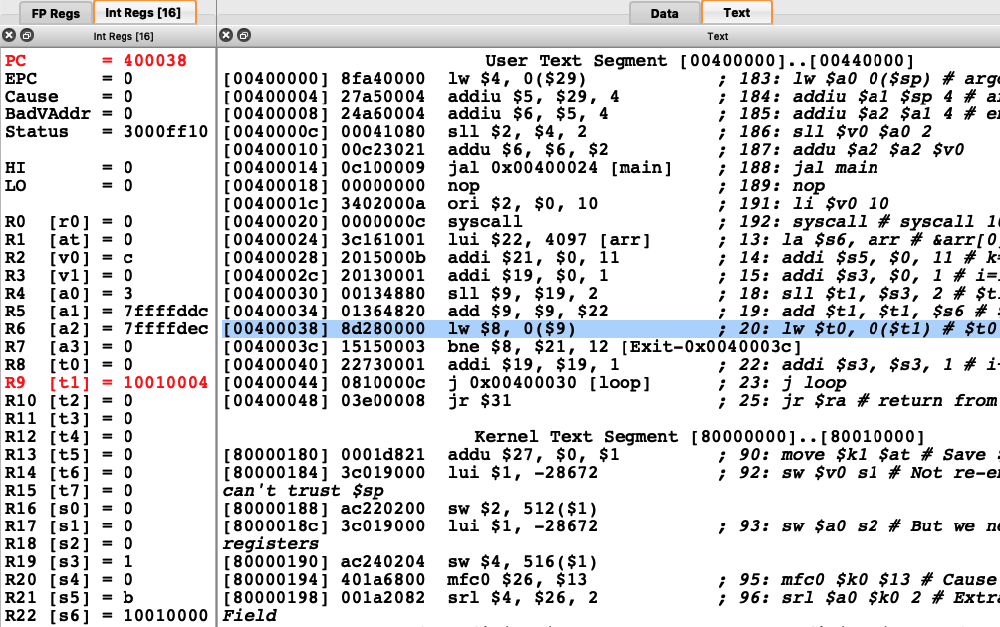 FP Regs Int Regs [16] Data Text
Int Regs [16] Text
PC = 400038
EPC = 0
Cause = 0
BadVAddr = 0
Status = 3000ff10
HI = 0
LO = 0
R0 [r0] = 0
R1 [at] = 0
R2 [v0] = c
R3 [v1] = 0
R4 [a0] = 3
R5 [a1] = 7ffffddc
R6 [a2] = 7ffffdec
R7 [a3] = 0
R8 [t0] = 0
R9 [t1] = 10010004
R10 [t2] = 0
R11 [t3] = 0
R12 [t4] = 0
R13 [t5] = 0
R14 [t6] = 0
R15 [t7] = 0
R16 [s0] = 0
R17 [s1] = 0
R18 [s2] = 0
R19 [s3] = 1
R20 [s4] = 0
R21 [s5] = b
R22 [s6] = 10010000
User Text Segment [00400000]..[00440000]
[00400000] 8fa40000 lw $4, 0($29) ; 183: lw $a0 0($sp) # argc
[00400004] 27a50004 addiu $5, $29, 4 ; 184: addiu $a1 $sp 4 # a
[00400008] 24a60004 addiu $6, $5, 4 ; 185: addiu $a2 $a1 4 # e
[0040000c] 00041080 sll $2, $4, 2 ; 186: sll $v0 $a0 2
[00400010] 00c23021 addu $6, $6, $2 ; 187: addu $a2 $a2 $v0
[00400014] 0c100009 jal 0x00400024 [main] ; 188: jal main
[00400018] 00000000 nop ; 189: nop
[0040001c] 3402000a ori $2, $0, 10 ; 191: li $v0 10
[00400020] 0000000c syscall ; 192: syscall # syscall 10
[00400024] 3c161001 lui $22, 4097 [arr] ; 13: la $s6, arr # &arr[0]
[00400028] 2015000b addi $21, $0, 11 ; 14: addi $s5, $0, 11 # k=
[0040002c] 20130001 addi $19, $0, 1 ; 15: addi $s3, $0, 1 # i=
[00400030] 00134880 sll $9, $19, 2 ; 18: sll $t1, $s3, 2 # $t
[00400034] 01364820 add $9, $9, $22 ; 19: add $t1, $t1, $s6 #
[00400038] 8d280000 lw $8, 0($9) ; 20: lw $t0, 0($t1) # $t0
[0040003c] 15150003 bne $8, $21, 12 [Exit-0x0040003c]
[00400040] 22730001 addi $19, $19, 1 ; 22: addi $s3, $s3, 1 # i
[00400044] 0810000c j 0x00400030 [loop] ; 23: j loop
[00400048] 03e00008 jr $31 ; 25: jr $ra # return from
Kernel Text Segment [80000000]..[80010000]
[80000180] 0001d821 addu $27, $0, $1 ; 90: move $k1 $at # Save
[80000184] 3c019000 lui $1, -28672 ; 92: sw $v0 s1 # Not re-e
can't trust $sp
[80000188] ac220200 sw $2, 512($1)
[8000018c] 3c019000 lui $1, -28672 ; 93: sw $a0 s2 # But we n
registers
[80000190] ac240204 sw $4, 516($1)
[80000194] 401a6800 mfc0 $26, $13 ; 95: mfc0 $k0 $13 # Cause
[80000198] 001a2082 srl $4, $26, 2 ; 96: srl $a0 $k0 2 # Extra
Field